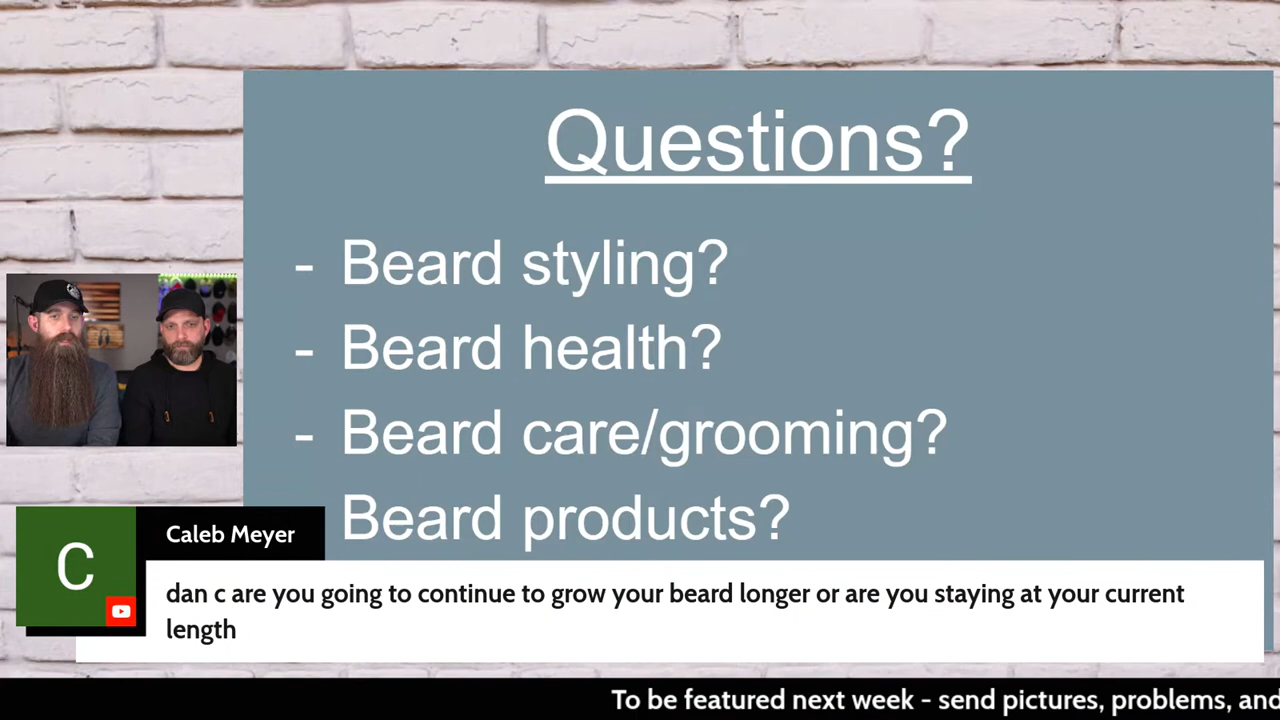 Questions?
- Beard styling?
- Beard health?
- Beard care/grooming?
Beard products?
C
Caleb Meyer
dan c are you going to continue to grow your beard longer or are you staying at your current
length
To be featured next week - send pictures, problems, and